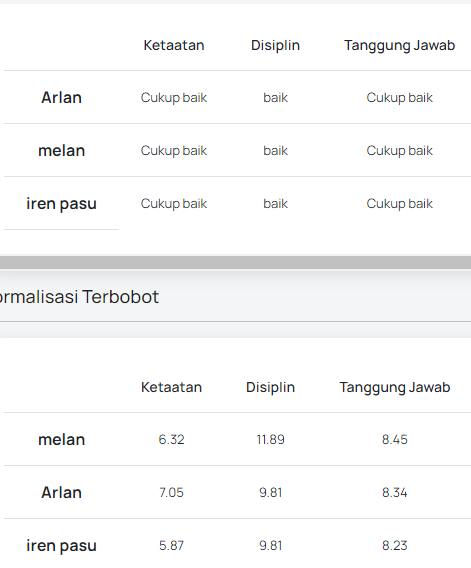 Ketaatan Disiplin Tanggung Jawab
Arlan Cukup baik baik Cukup baik
melan Cukup baik baik Cukup baik
iren pasu Cukup baik baik Cukup baik
ormalisasi Terbobot
Ketaatan Disiplin Tanggung Jawab
melan 6.32 11.89 8.45
Arlan 7.05 9.81 8.34
iren pasu 5.87 9.81 8.23